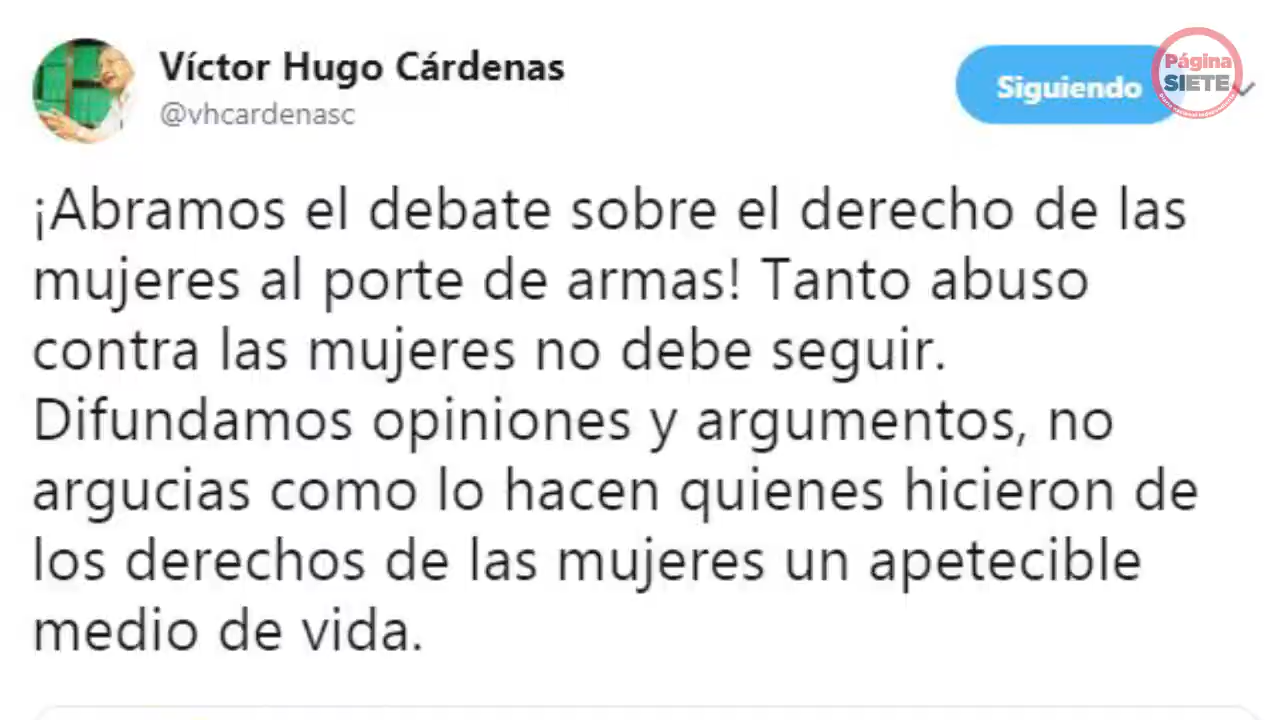 Víctor Hugo Cárdenas
@vhcardenasc
Siguiendo
Página
SIETE
¡Abramos el debate sobre el derecho de las
mujeres al porte de armas! Tanto abuso
contra las mujeres no debe seguir.
Difundamos opiniones y argumentos, no
argucias como lo hacen quienes hicieron de
los derechos de las mujeres un apetecible
medio de vida.